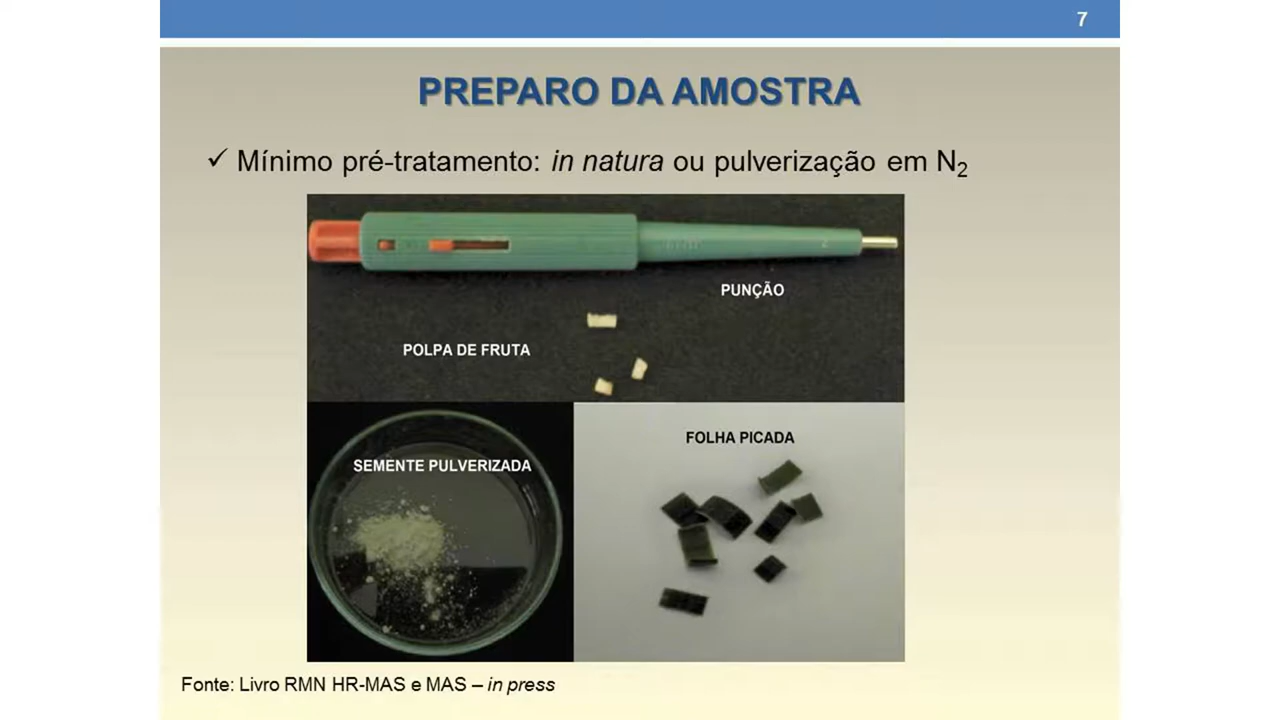 7
PREPARO DA AMOSTRA
✓ Mínimo pré-tratamento: in natura ou pulverização em N₂
PUNÇÃO
POLPA DE FRUTA
SEMENTE PULVERIZADA
FOLHA PICADA
Fonte: Livro RMN HR-MAS e MAS – in press